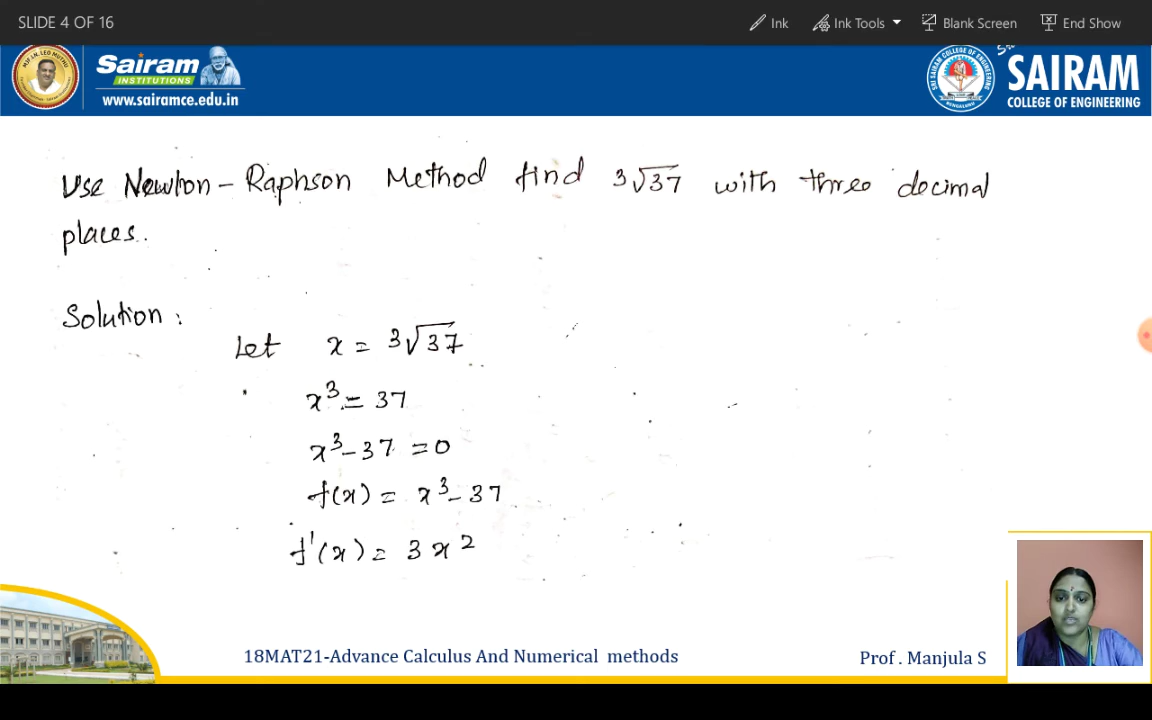 SLIDE 4 OF 16
Ink
Ink Tools
Blank Screen
End Show
Sairam
INSTITUTIONS
www.sairamce.edu.in
SAIRAM
COLLEGE OF ENGINEERING
Use Newton - Raphson Method find 3√37 with three decimal
places.
Solution :
Let x = 3√37
x³ = 37
x³ - 37 = 0
f(x) = x³ - 37
f'(x) = 3x²
18MAT21-Advance Calculus And Numerical methods
Prof . Manjula S